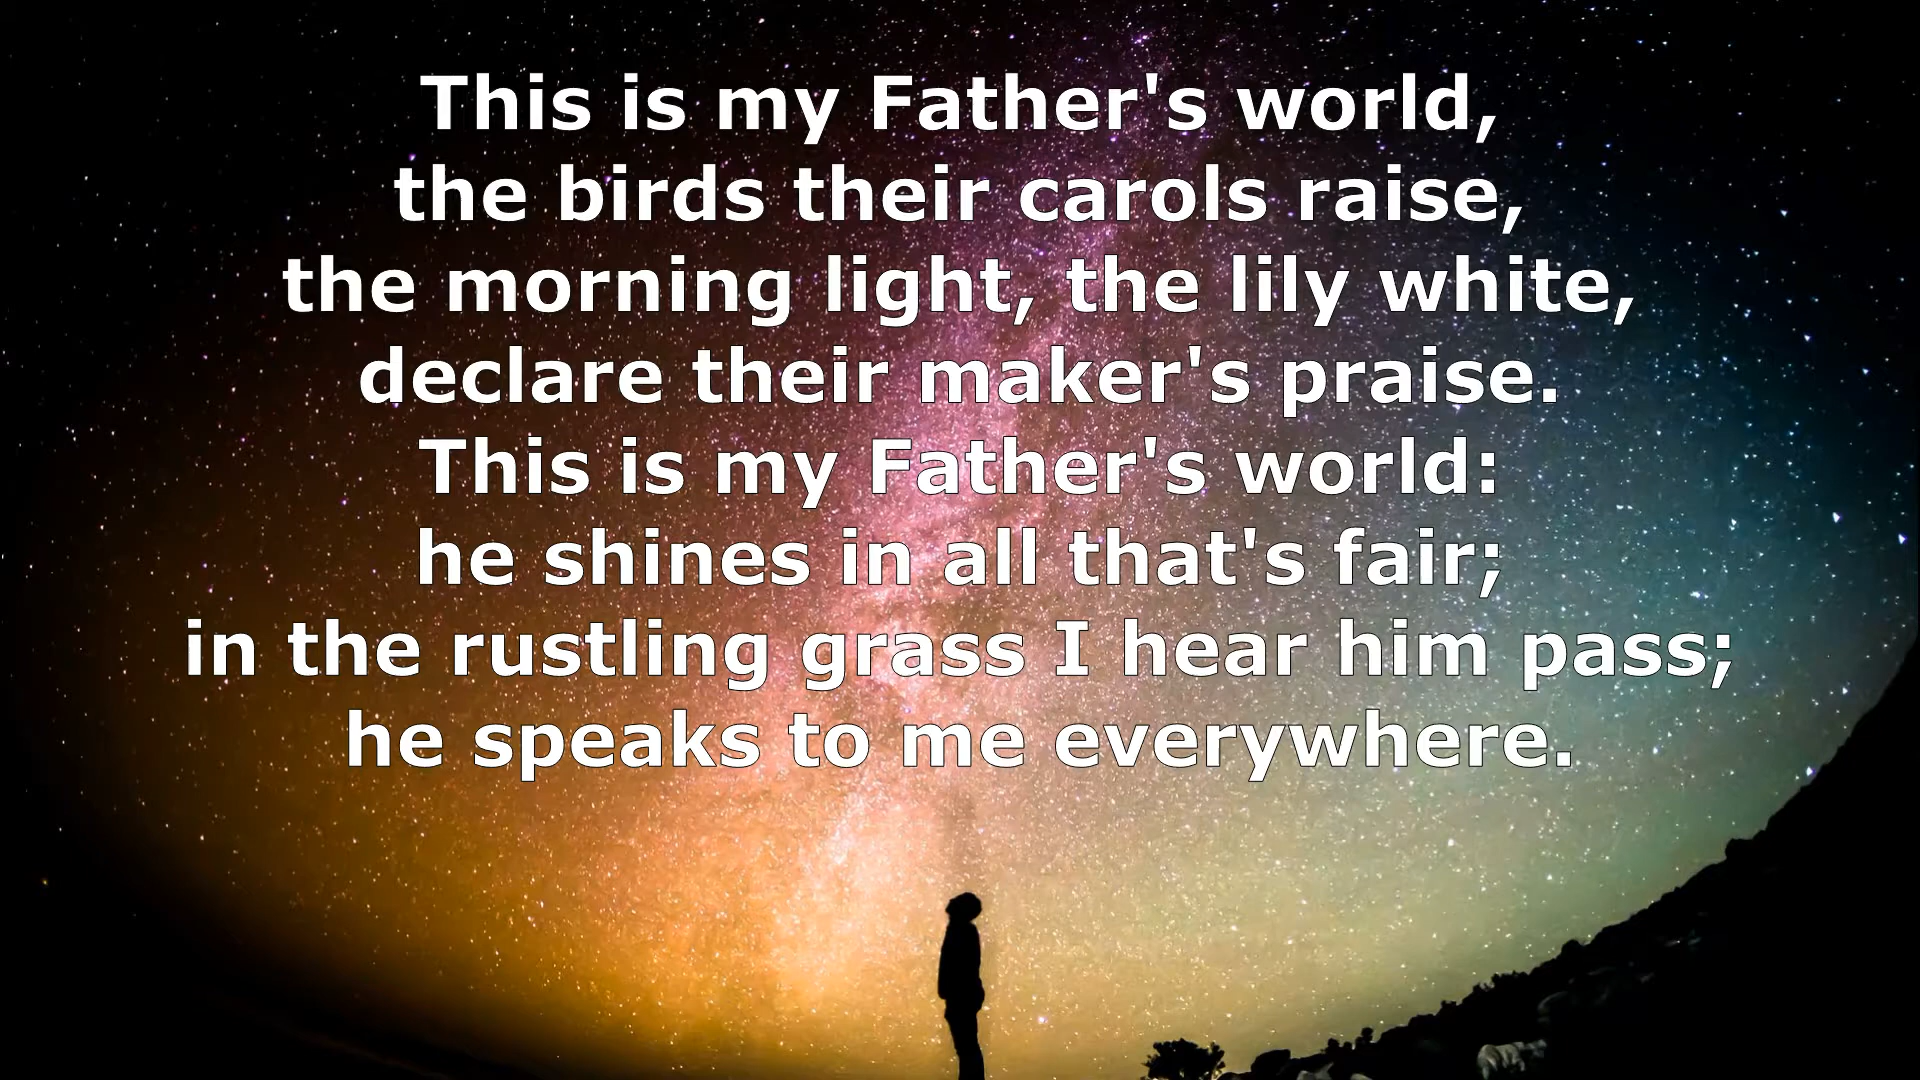 This is my Father's world,
the birds their carols raise,
the morning light, the lily white,
declare their maker's praise.
This is my Father's world:
he shines in all that's fair;
in the rustling grass I hear him pass;
he speaks to me everywhere.